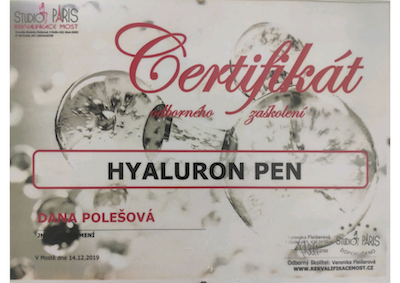 STUDIO PARIS
REKVALIFIKACE MOST
Certifikát
odborného zaškolení
HYALURON PEN
DANA POLEŠOVÁ
V Mostě dne 14.12.2019
STUDIO PARIS
Odborný školitel: Veronika
WWW.REKVALIFIKACEMOST.CZ